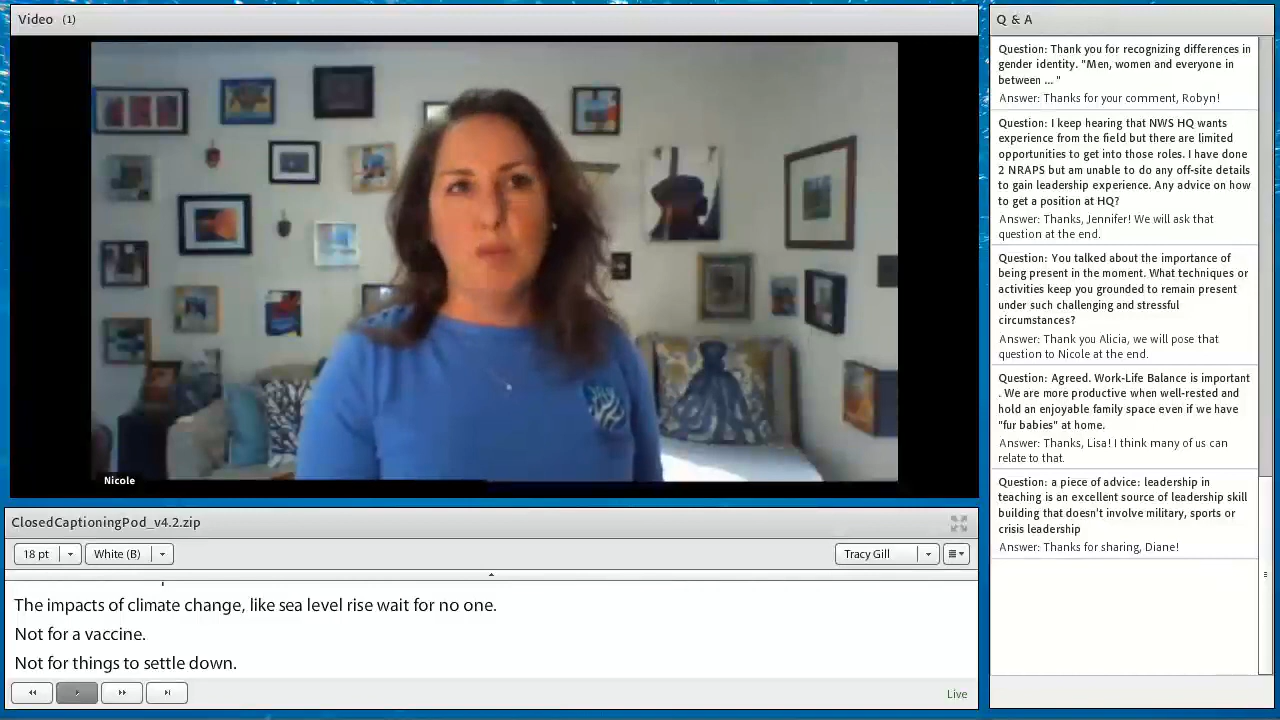 Video (1)
Nicole
ClosedCaptioningPod_v4.2.zip
18 pt
White (B)
Tracy Gill
The impacts of climate change, like sea level rise wait for no one.
Not for a vaccine.
Not for things to settle down.
Live
Q & A
Question: Thank you for recognizing differences in
gender identity. "Men, women and everyone in
between ... "
Answer: Thanks for your comment, Robyn!
Question: I keep hearing that NWS HQ wants
experience from the field but there are limited
opportunities to get into those roles. I have done
2 NRAPS but am unable to do any off-site details
to gain leadership experience. Any advice on how
to get a position at HQ?
Answer: Thanks, Jennifer! We will ask that
question at the end.
Question: You talked about the importance of
being present in the moment. What techniques or
activities keep you grounded to remain present
under such challenging and stressful
circumstances?
Answer: Thank you Alicia, we will pose that
question to Nicole at the end.
Question: Agreed. Work-Life Balance is important
. We are more productive when well-rested and
hold an enjoyable family space even if we have
"fur babies" at home.
Answer: Thanks, Lisa! I think many of us can
relate to that.
Question: a piece of advice: leadership in
teaching is an excellent source of leadership skill
building that doesn't involve military, sports or
crisis leadership
Answer: Thanks for sharing, Diane!